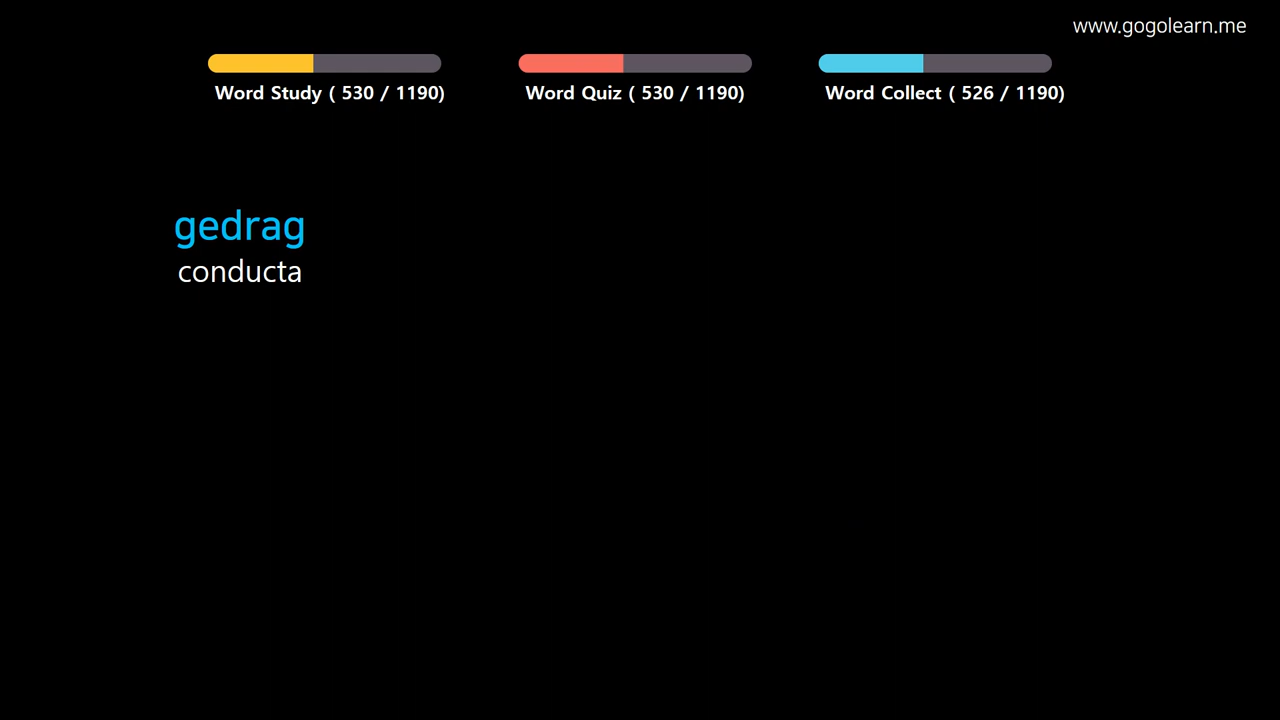 www.gogolearn.me
Word Study ( 530 / 1190)
Word Quiz ( 530 / 1190)
Word Collect ( 526 / 1190)
gedrag
conducta